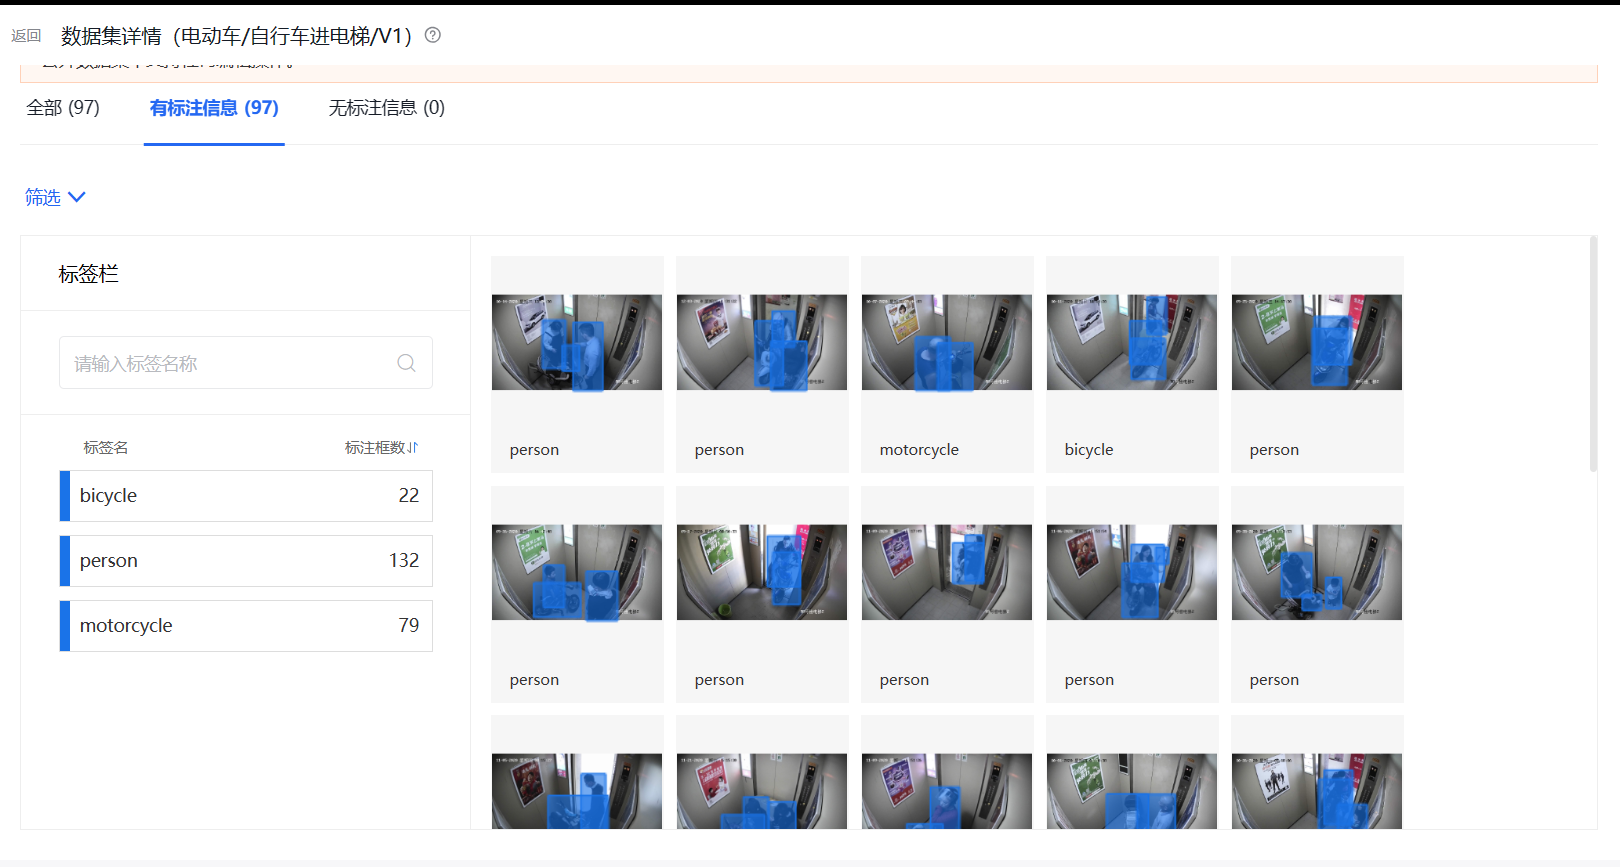 返回 数据集详情（电动车/自行车进电梯/V1）
全部 (97) 有标注信息 (97) 无标注信息 (0)
筛选
标签栏
请输入标签名称
标签名 标注框数
bicycle 22
person 132
motorcycle 79
person person motorcycle bicycle person
person person person person person